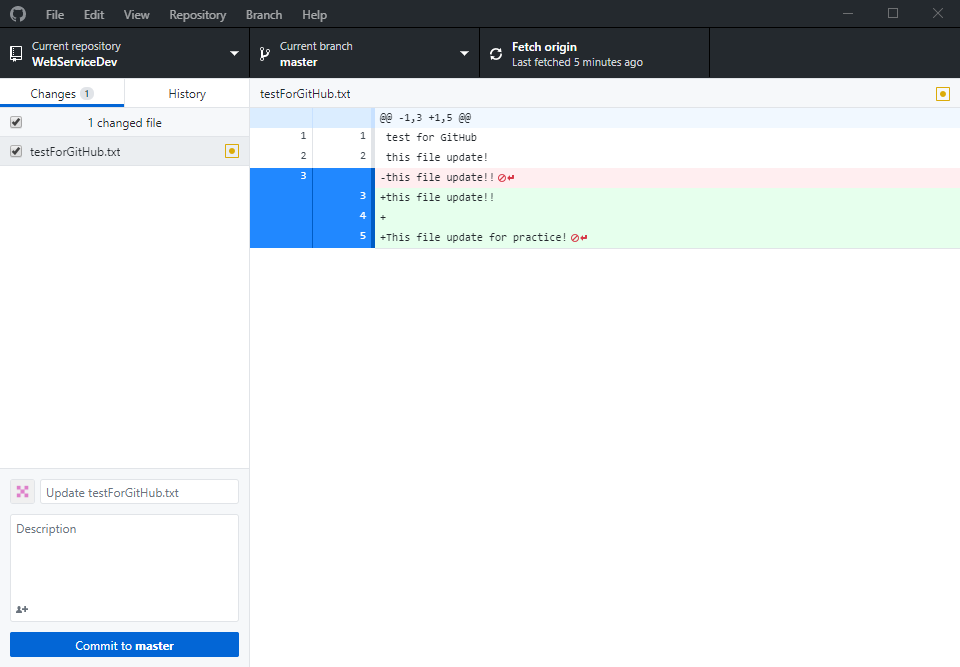 File Edit View Repository Branch Help
Current repository
WebServiceDev
Current branch
master
Fetch origin
Last fetched 5 minutes ago
Changes 1 History
1 changed file
testForGitHub.txt
testForGitHub.txt
@@ -1,3 +1,5 @@
1 1 test for GitHub
2 2 this file update!
3 -this file update!!
3 +this file update!!
4 +
5 +This file update for practice!
Update testForGitHub.txt
Description
Commit to master